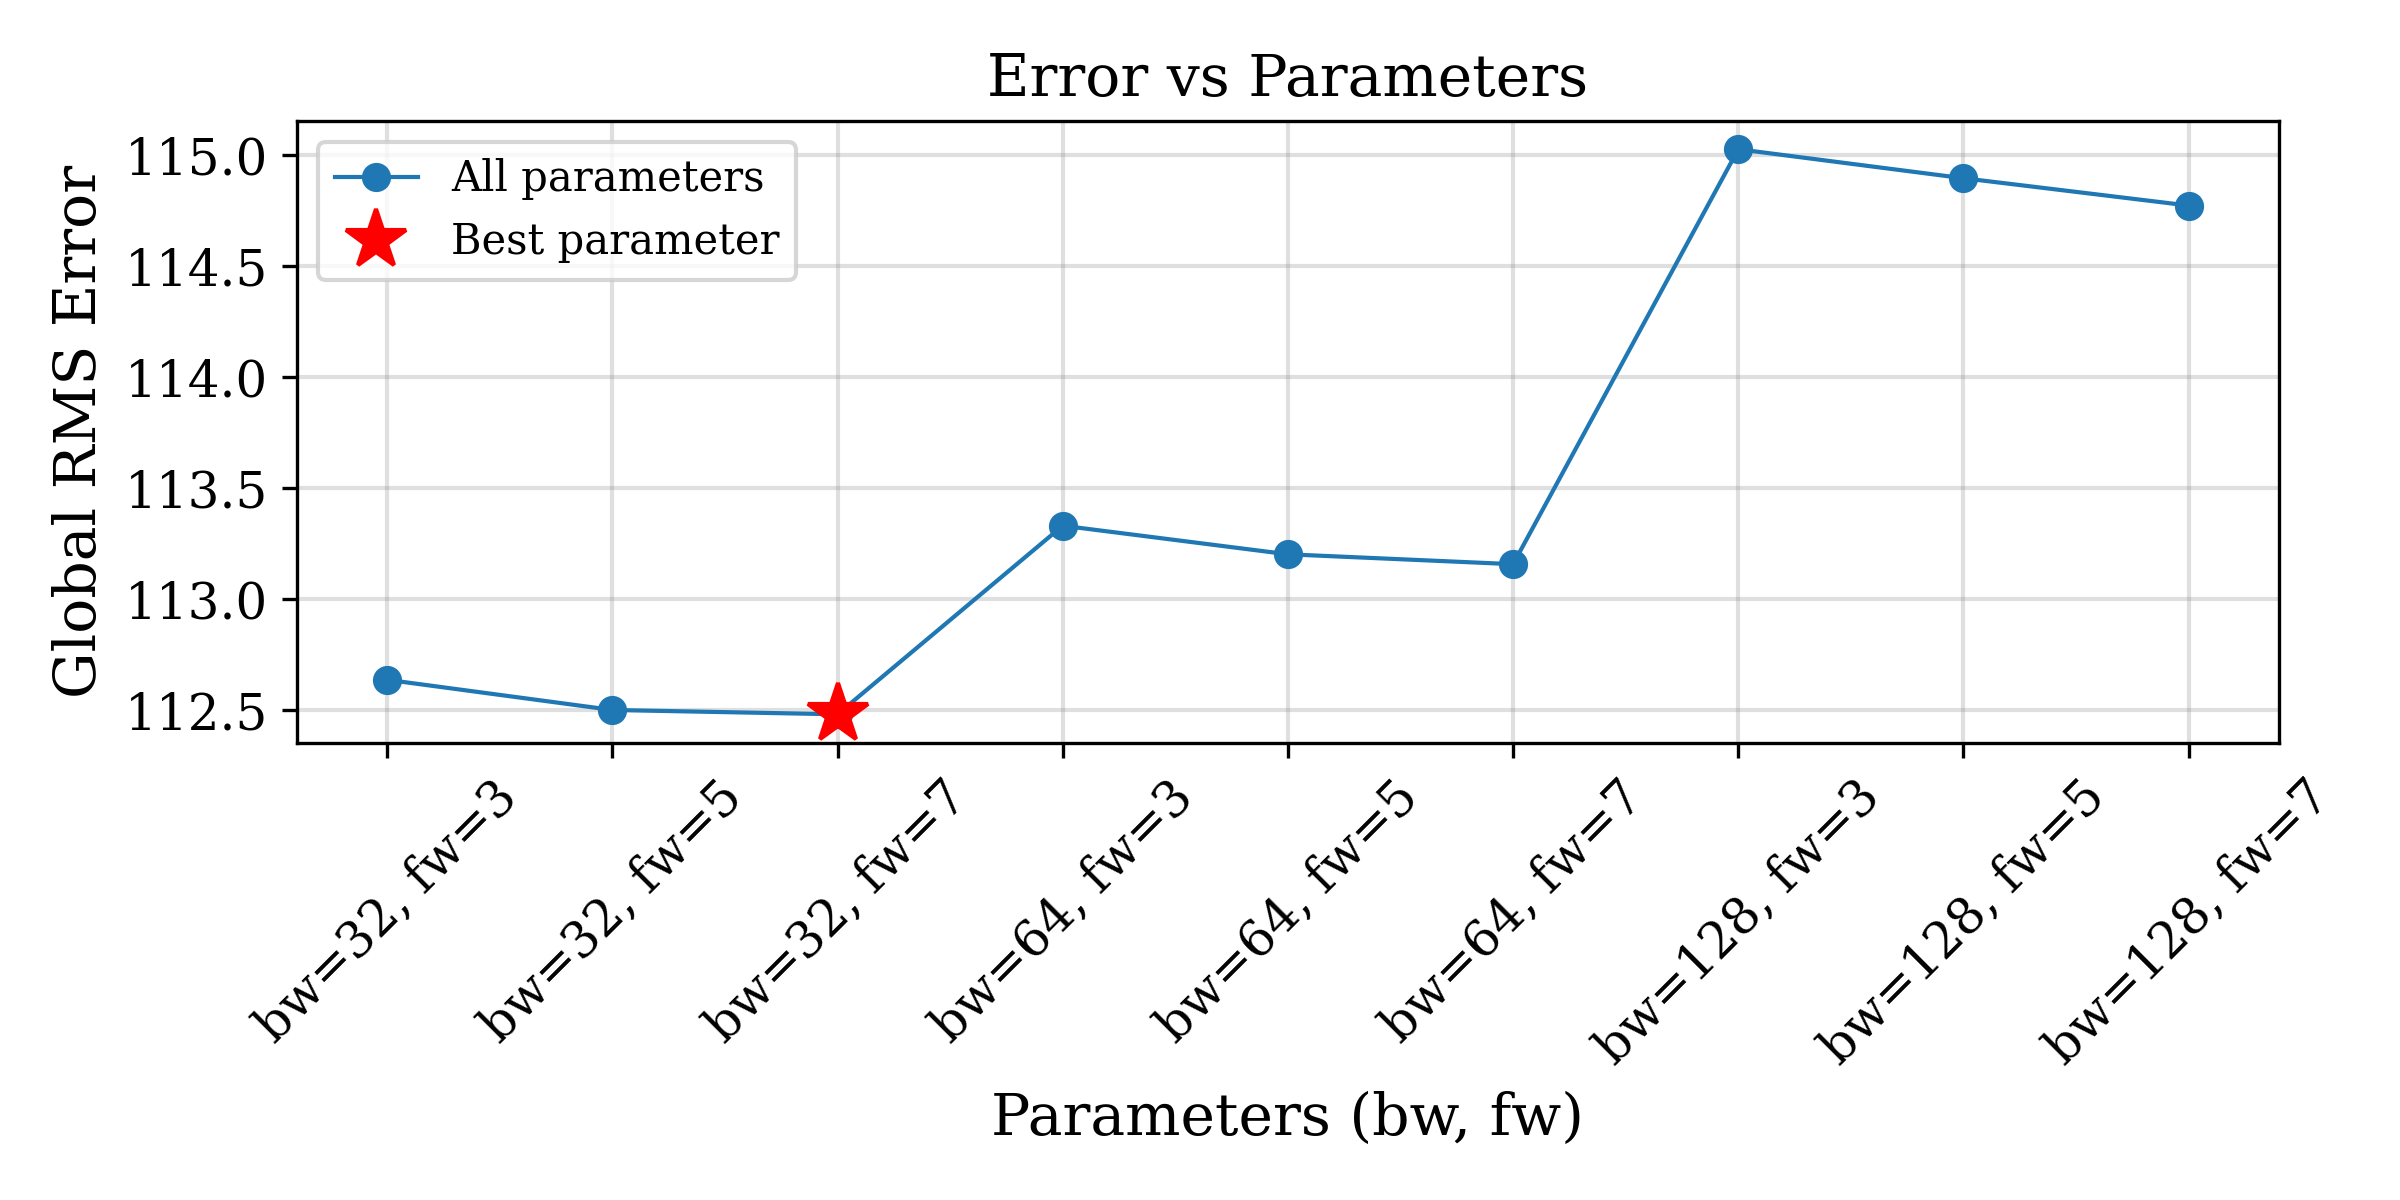 Error vs Parameters
Global RMS Error
115.0
114.5
114.0
113.5
113.0
112.5
All parameters
Best parameter
bw=32, fw=3
bw=32, fw=5
bw=32, fw=7
bw=64, fw=3
bw=64, fw=5
bw=64, fw=7
bw=128, fw=3
bw=128, fw=5
bw=128, fw=7
Parameters (bw, fw)